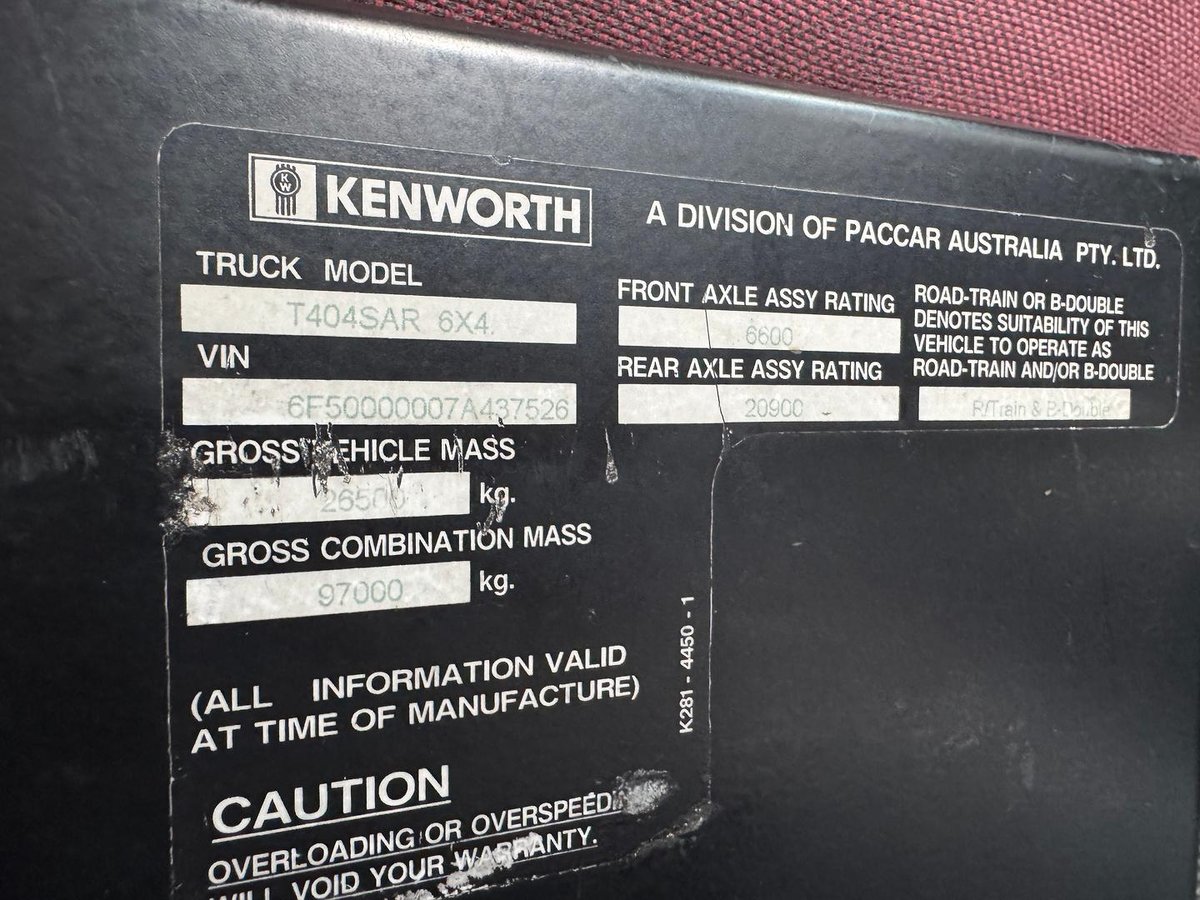 KW KENWORTH
A DIVISION OF PACCAR AUSTRALIA PTY. LTD.
TRUCK MODEL
T404SAR 6X4.
VIN
6F50000007A437526
GROSS VEHICLE MASS
26500 kg.
GROSS COMBINATION MASS
97000 kg.
(ALL INFORMATION VALID
AT TIME OF MANUFACTURE)
CAUTION
OVERLOADING OR OVERSPEEDI
WILL VOID YOUR WARRANTY.
K281 - 4450 - 1
FRONT AXLE ASSY RATING
6600
REAR AXLE ASSY RATING
20900
ROAD-TRAIN OR B-DOUBLE
DENOTES SUITABILITY OF THIS
VEHICLE TO OPERATE AS
ROAD-TRAIN AND/OR B-DOUBLE
R/Train & B-Double